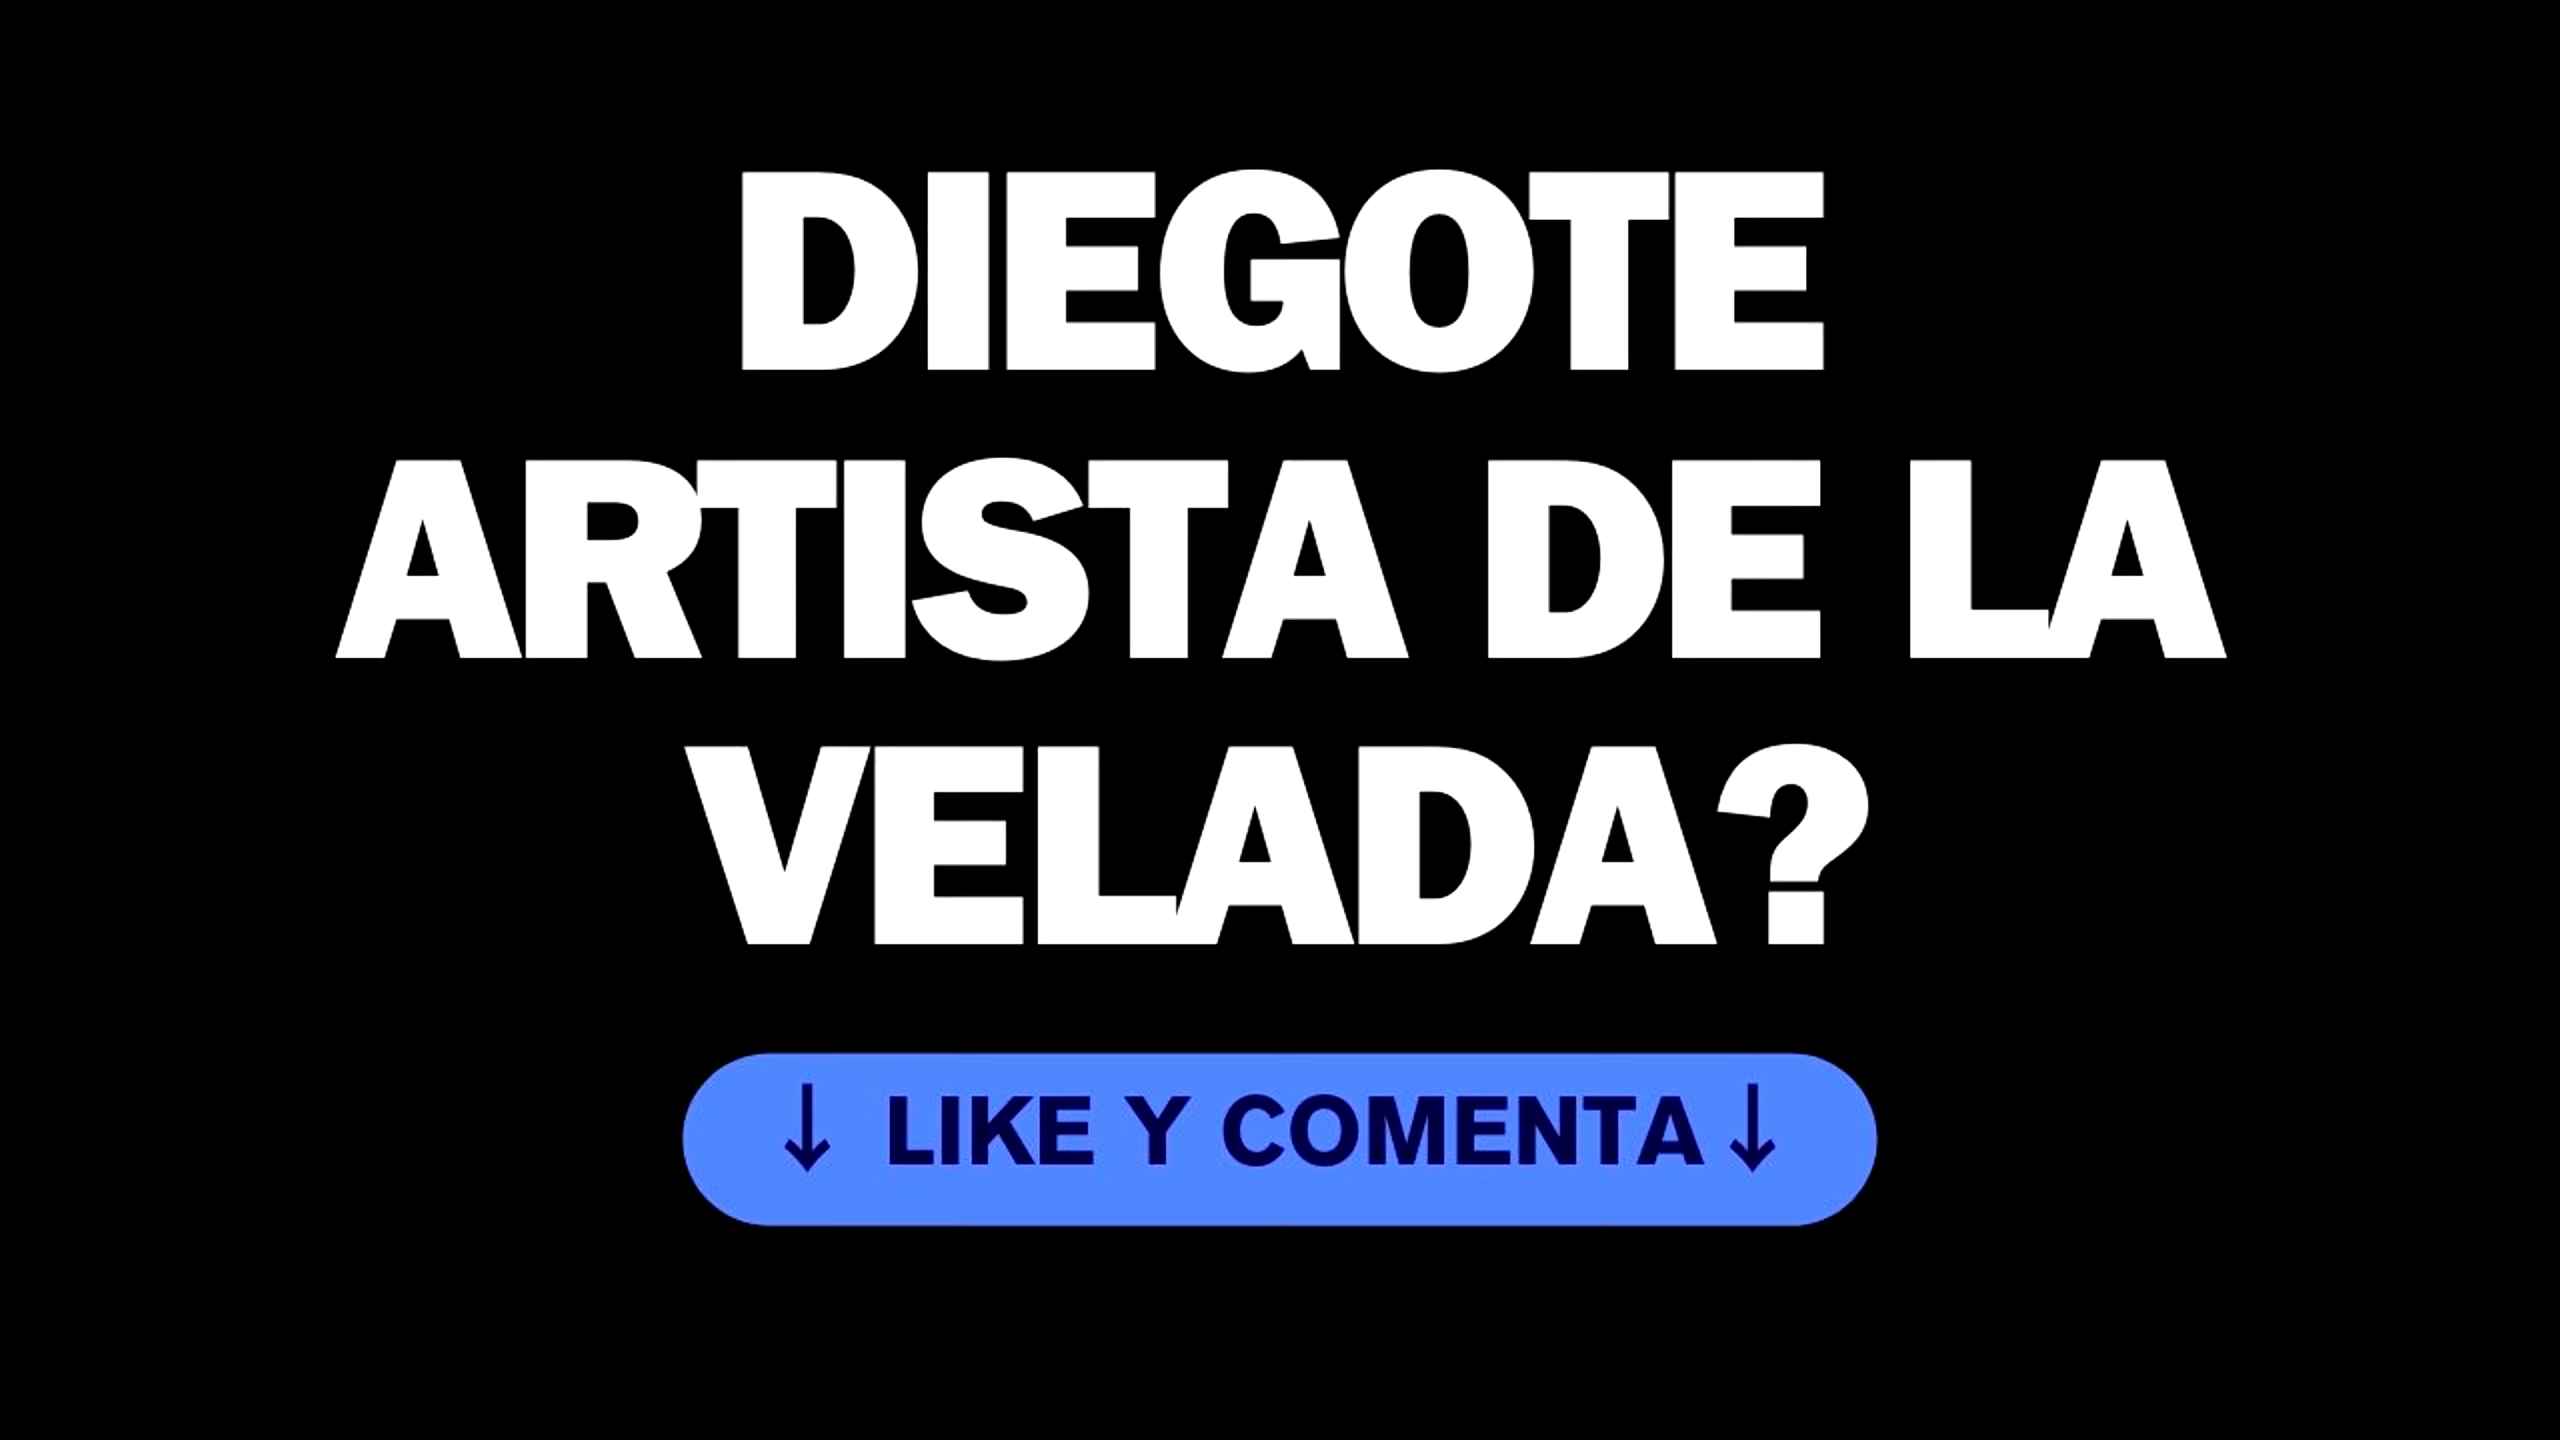 DIEGOTE
ARTISTA DE LA
VELADA?
↓ LIKE Y COMENTA ↓